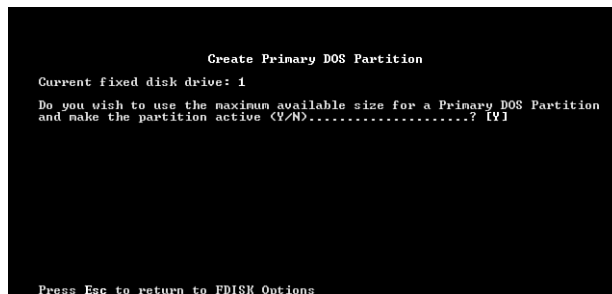 Create Primary DOS Partition
Current fixed disk drive: 1
Do you wish to use the maximum available size for a Primary DOS Partition
and make the partition active (Y/N).....................? [Y]
Press Esc to return to FDISK Options